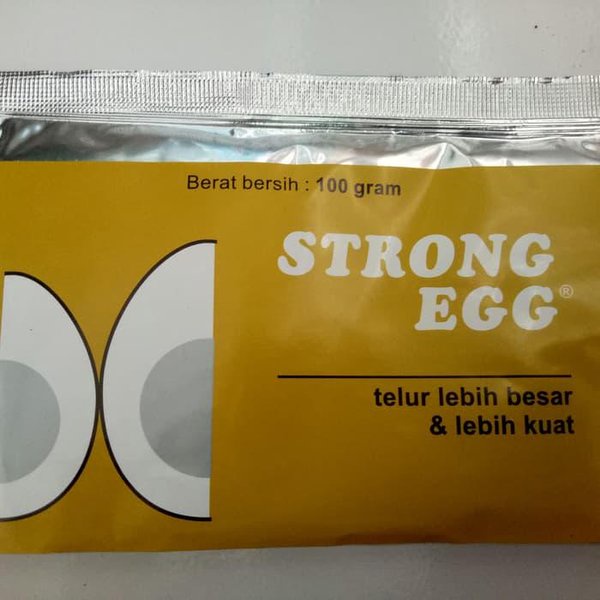 Berat bersih : 100 gram
STRONG
EGG®
telur lebih besar
& lebih kuat